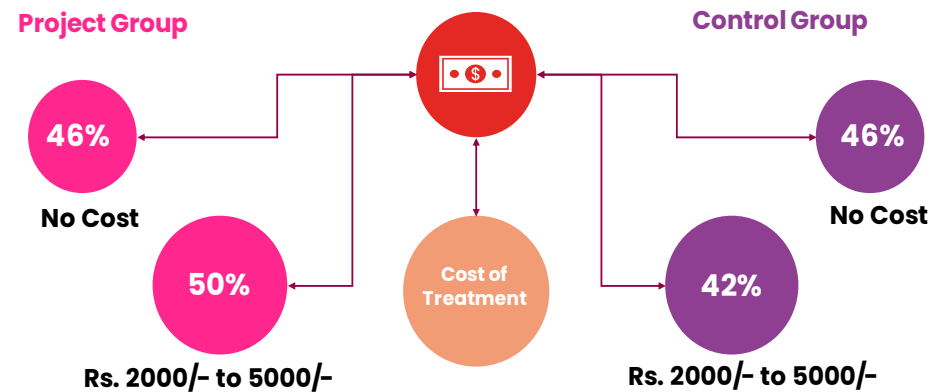 Project Group
Control Group
$
46%
No Cost
46%
No Cost
50%
Rs. 2000/- to 5000/-
Cost of
Treatment
42%
Rs. 2000/- to 5000/-